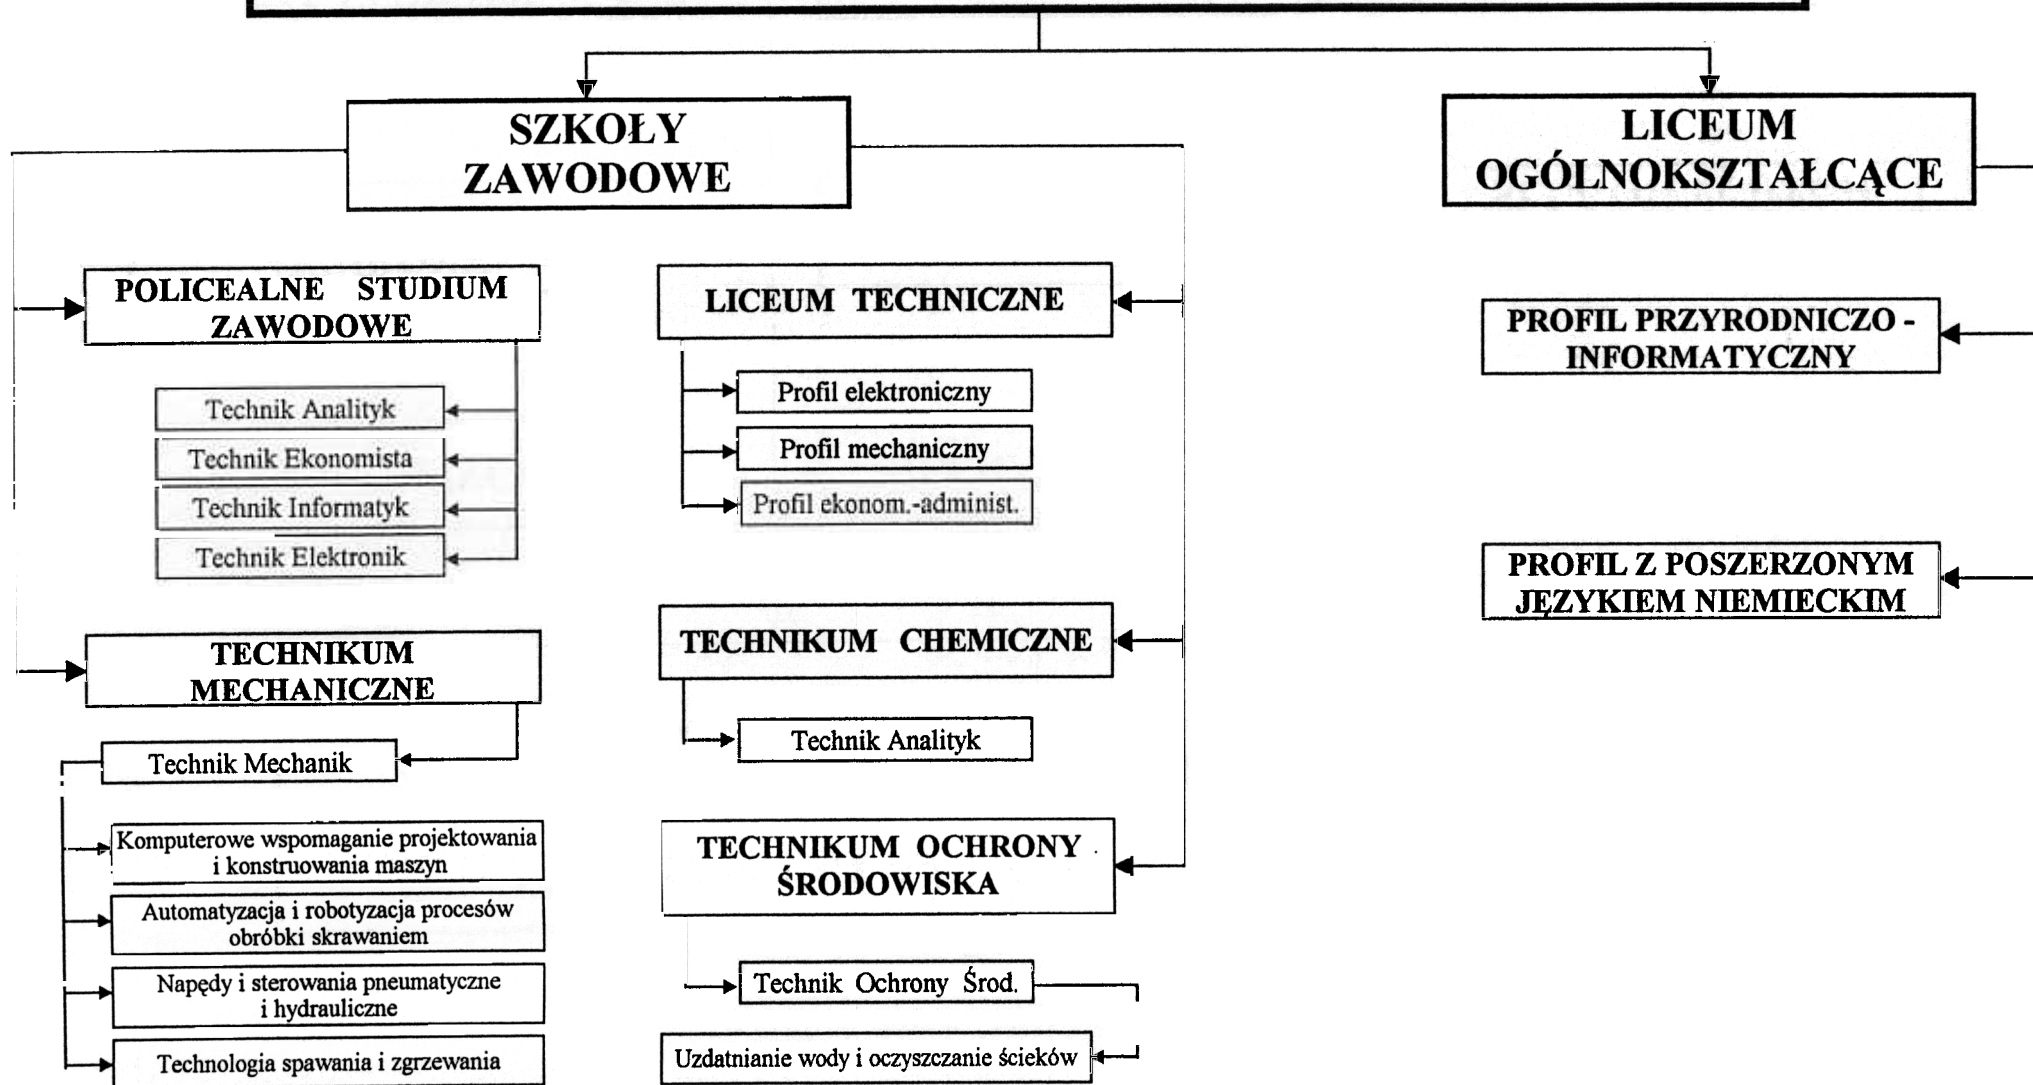 SZKOŁY
ZAWODOWE
LICEUM
OGÓLNOKSZTAŁCĄCE
POLICEALNE STUDIUM
ZAWODOWE
Technik Analityk
Technik Ekonomista
Technik Informatyk
Technik Elektronik
TECHNIKUM
MECHANICZNE
Technik Mechanik
Komputerowe wspomaganie projektowania
i konstruowania maszyn
Automatyzacja i robotyzacja procesów
obróbki skrawaniem
Napędy i sterowania pneumatyczne
i hydrauliczne
Technologia spawania i zgrzewania
LICEUM TECHNICZNE
Profil elektroniczny
Profil mechaniczny
Profil ekonom.-administ.
TECHNIKUM CHEMICZNE
Technik Analityk
TECHNIKUM OCHRONY
ŚRODOWISKA
Technik Ochrony Środ.
Uzdatnianie wody i oczyszczanie ścieków
PROFIL PRZYRODNICZO -
INFORMATYCZNY
PROFIL Z POSZERZONYM
JĘZYKIEM NIEMIECKIM